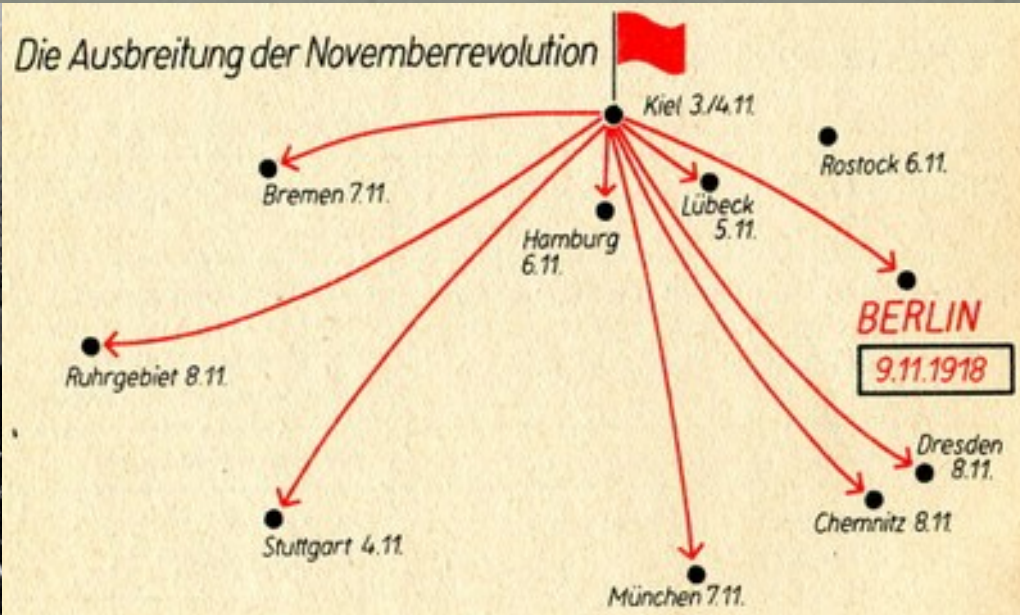 Die Ausbreitung der Novemberrevolution
Kiel 3./4.11.
Rostock 6.11.
Bremen 7.11.
Lübeck
5.11.
Hamburg
6.11.
BERLIN
9.11.1918
Ruhrgebiet 8.11.
Dresden
8.11.
Chemnitz 8.11.
Stuttgart 4.11.
München 7.11.